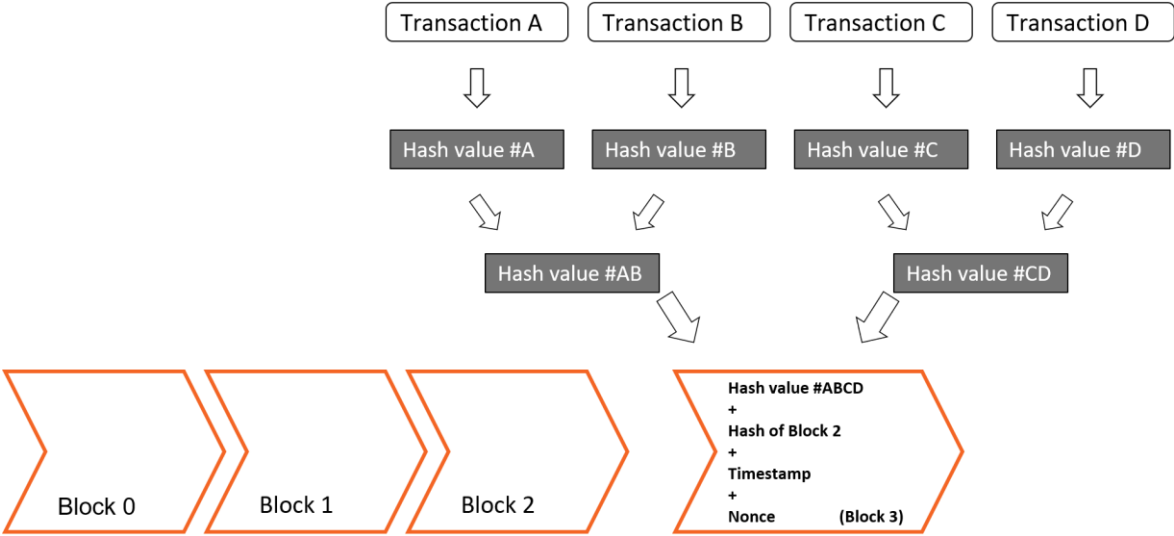 Transaction A
Transaction B
Transaction C
Transaction D
Hash value #A
Hash value #B
Hash value #C
Hash value #D
Hash value #AB
Hash value #CD
Block 0
Block 1
Block 2
Hash value #ABCD
+
Hash of Block 2
+
Timestamp
+
Nonce (Block 3)